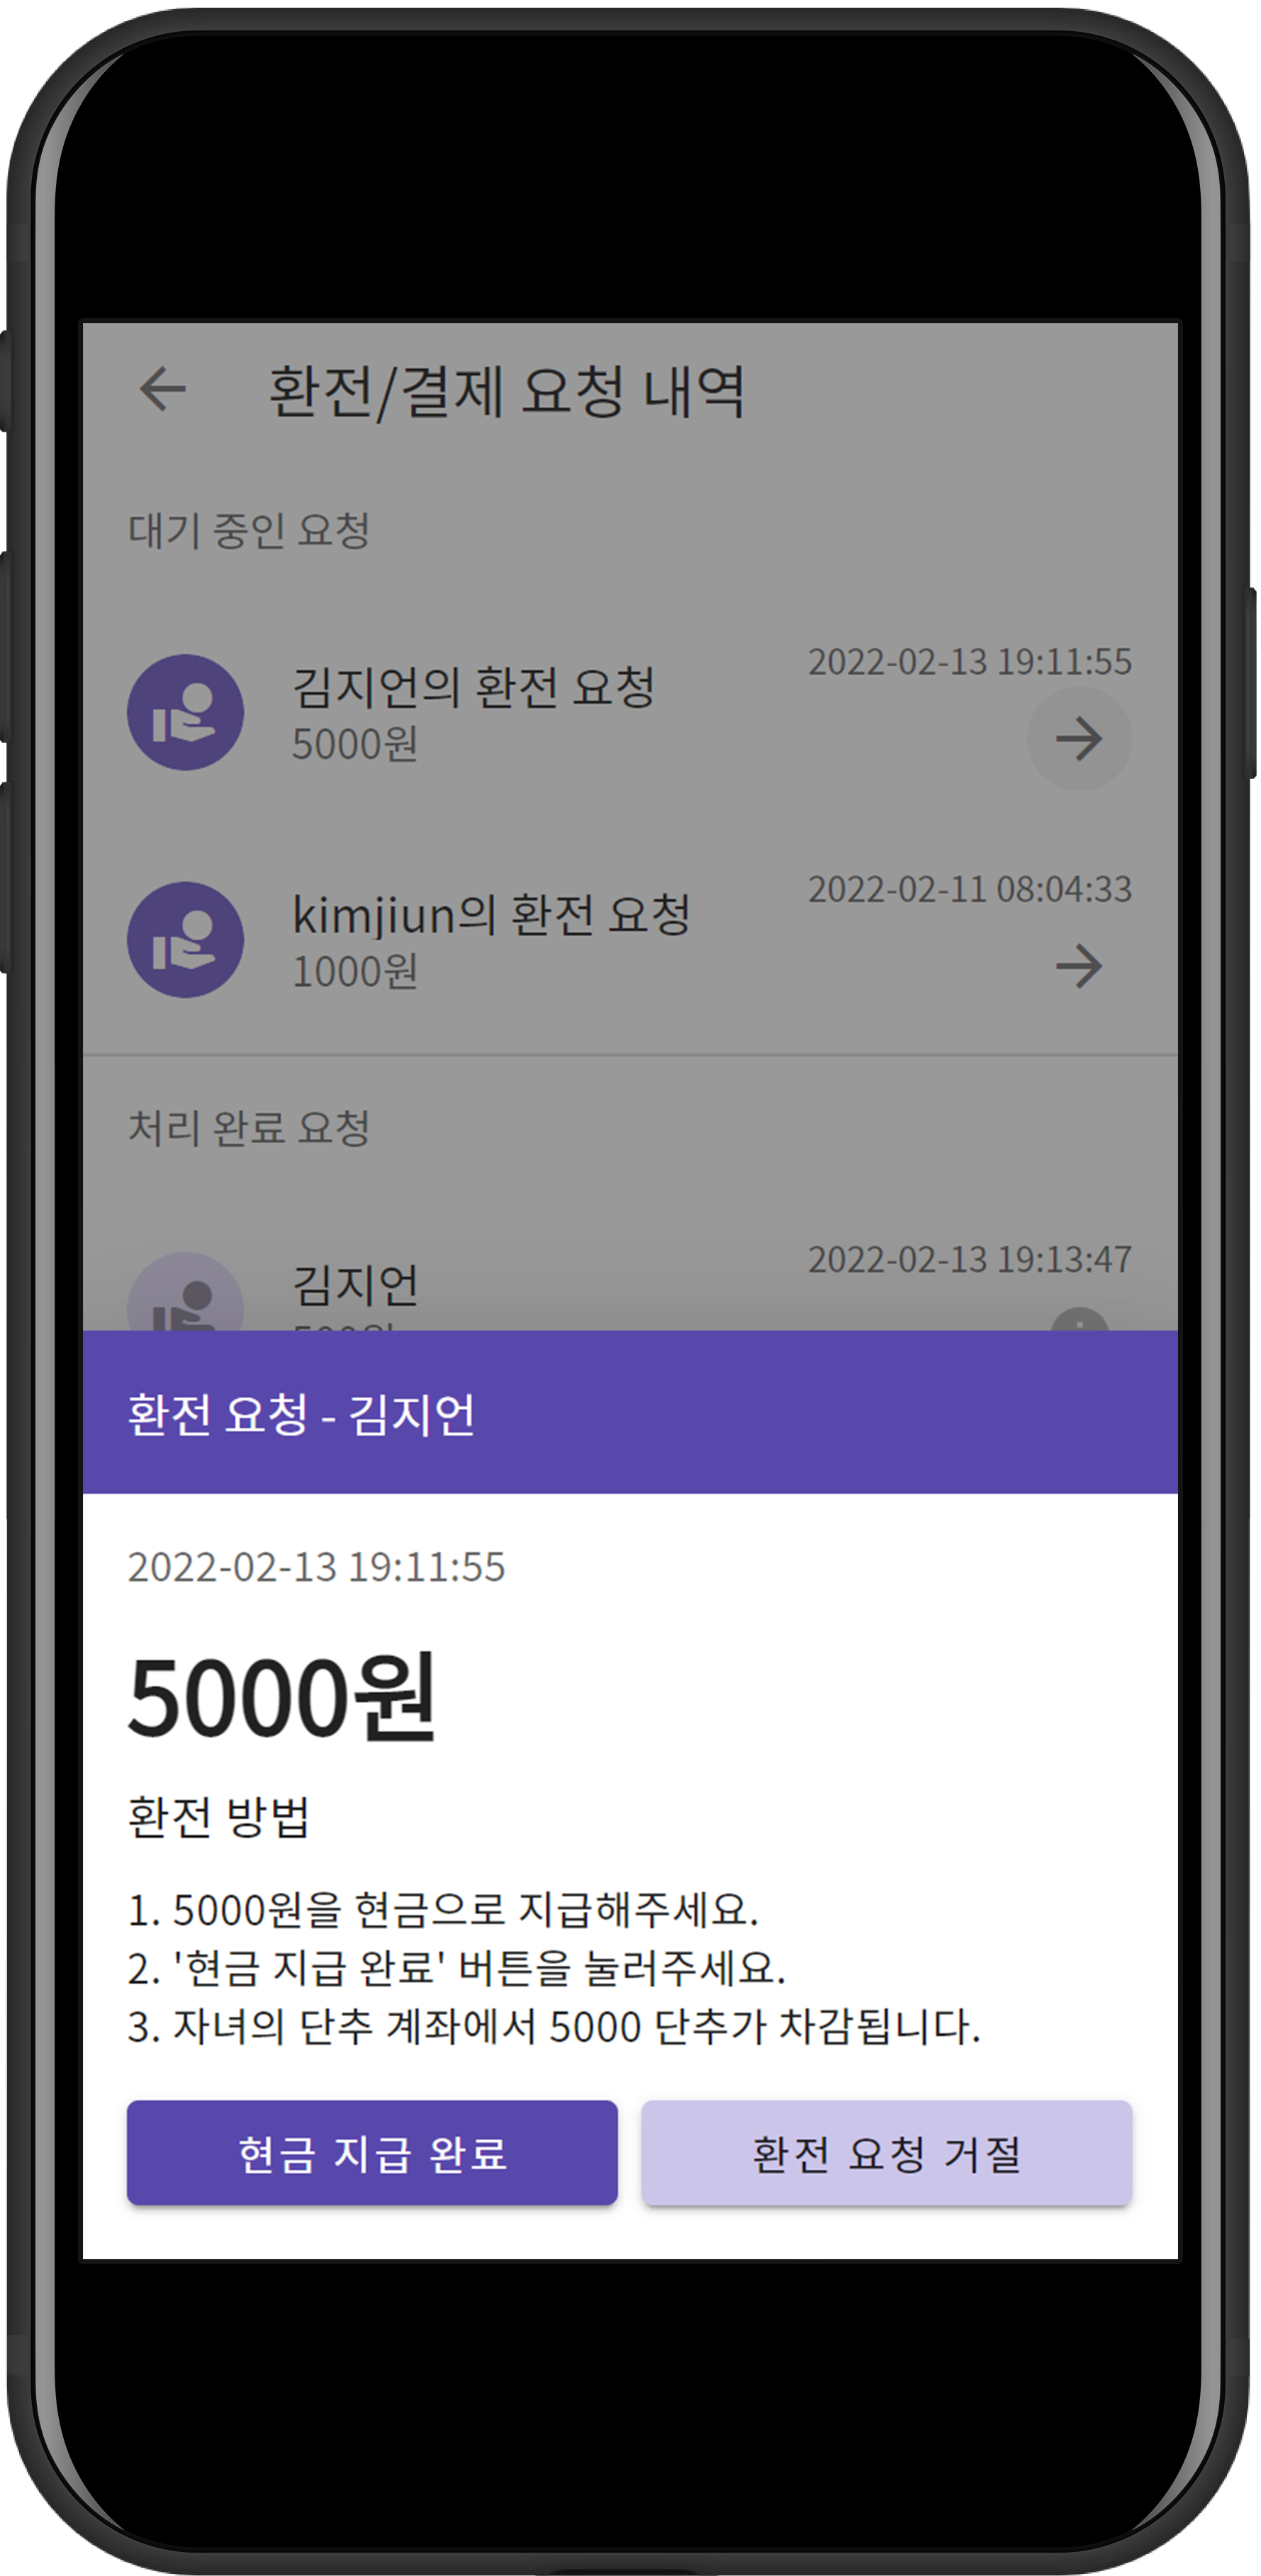 환전/결제 요청 내역
대기 중인 요청
2022-02-13 19:11:55
김지언의 환전 요청
5000원
2022-02-11 08:04:33
kimjiun의 환전 요청
1000원
처리 완료 요청
2022-02-13 19:13:47
김지언
환전 요청 - 김지언
2022-02-13 19:11:55
5000원
환전 방법
1. 5000원을 현금으로 지급해주세요.
2. '현금 지급 완료' 버튼을 눌러주세요.
3. 자녀의 단추 계좌에서 5000 단추가 차감됩니다.
현금 지급 완료
환전 요청 거절